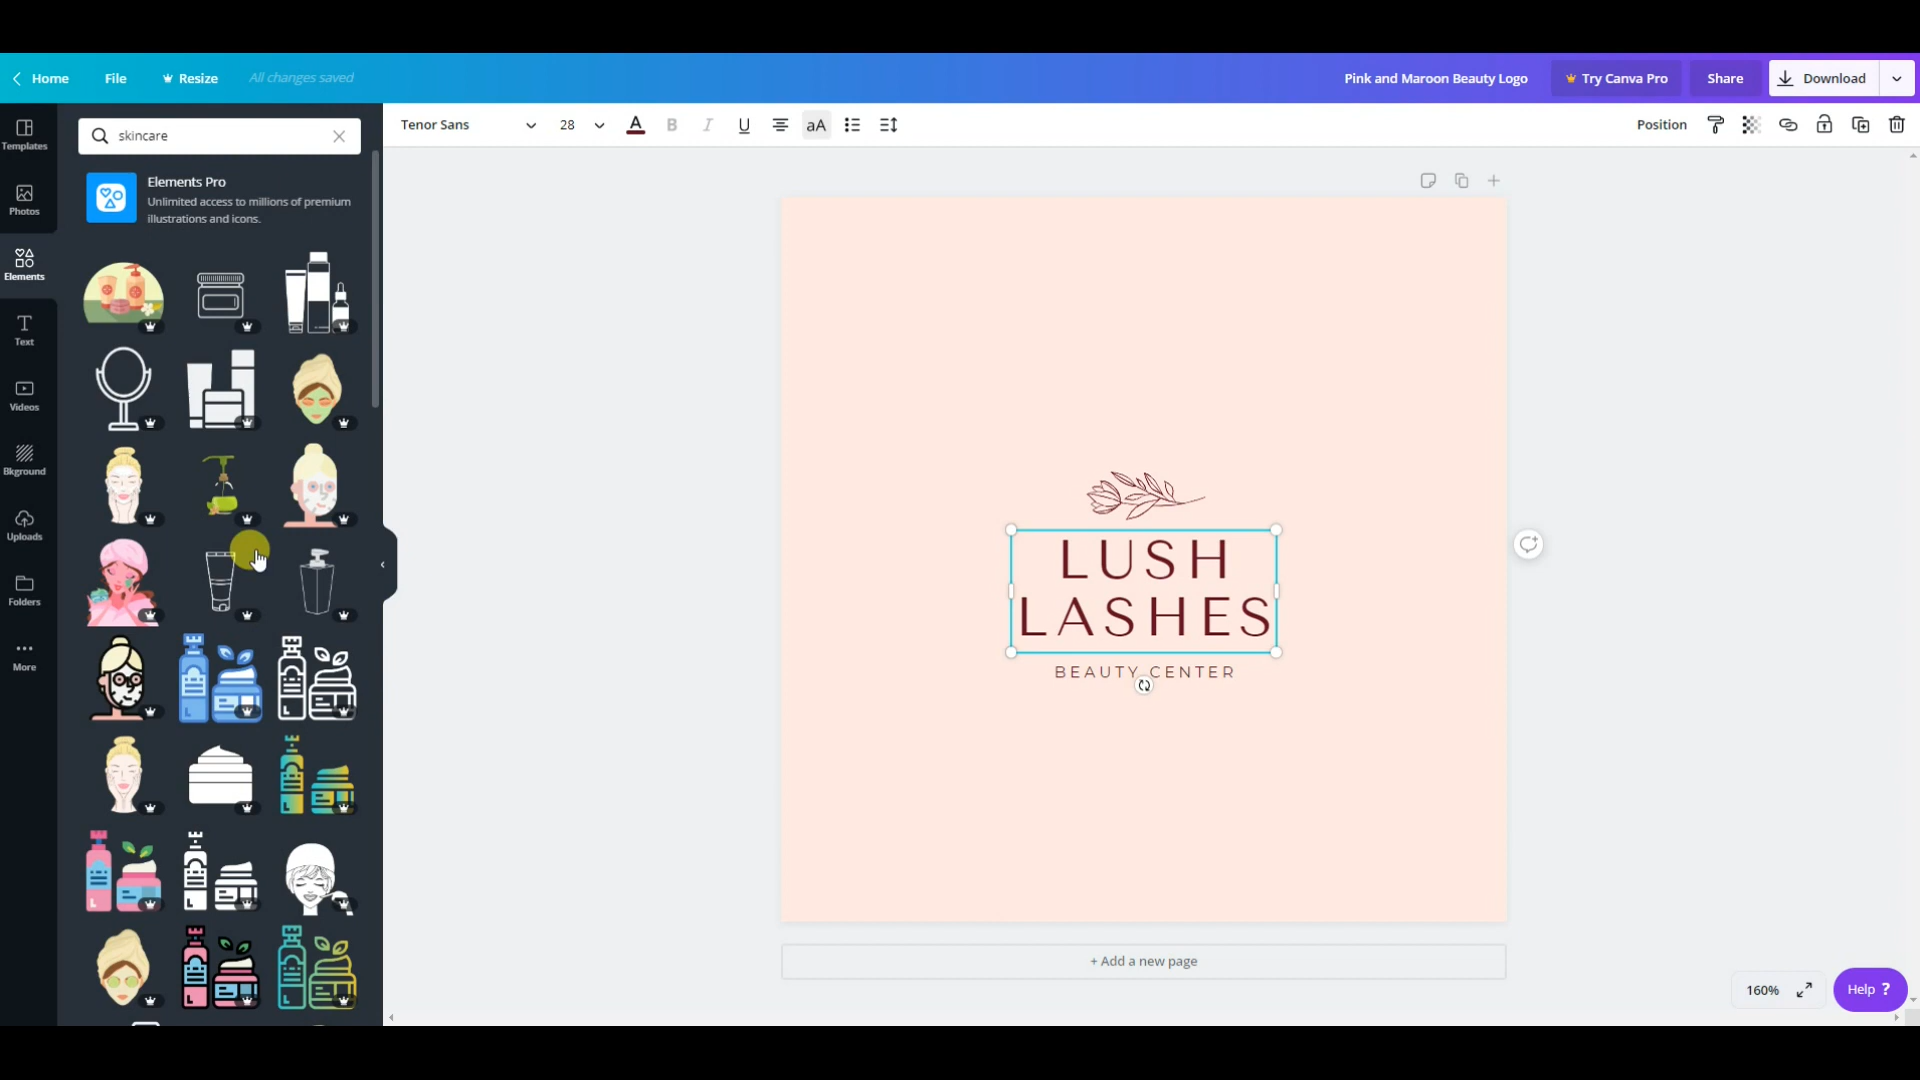 Home
File
Resize
All changes saved
Pink and Maroon Beauty Logo
Try Canva Pro
Share
Download
Templates
Photos
Elements
Text
Videos
Bkground
Uploads
Folders
More
skincare
Elements Pro
Unlimited access to millions of premium
illustrations and icons.
Tenor Sans
28
A
B
I
U
aA
Position
LUSH
LASHES
BEAUTY CENTER
+ Add a new page
160%
Help ?